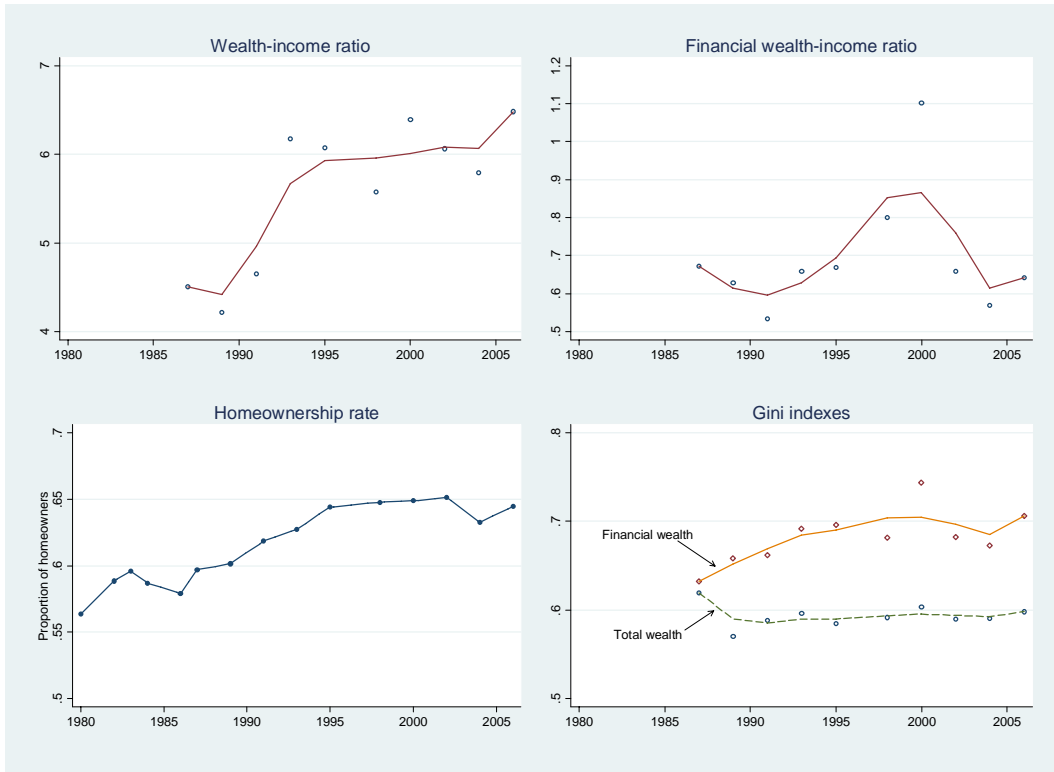 Wealth-income ratio
7
6
5
4
1980 1985 1990 1995 2000 2005
Financial wealth-income ratio
1.2
1.1
1
.9
.8
.7
.6
.5
1980 1985 1990 1995 2000 2005
Homeownership rate
Proportion of homeowners
.7
.65
.6
.55
.5
1980 1985 1990 1995 2000 2005
Gini indexes
.8
.7
.6
.5
Financial wealth
Total wealth
1980 1985 1990 1995 2000 2005